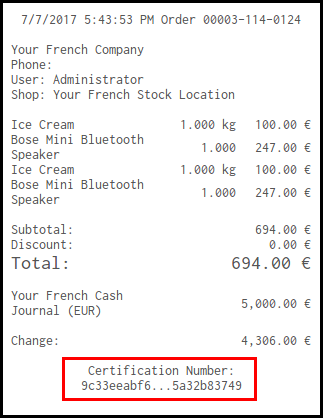 7/7/2017 5:43:53 PM Order 00003-114-0124
Your French Company
Phone:
User: Administrator
Shop: Your French Stock Location
Ice Cream 1.000 kg 100.00 €
Bose Mini Bluetooth
Speaker 1.000 247.00 €
Ice Cream 1.000 kg 100.00 €
Bose Mini Bluetooth
Speaker 1.000 247.00 €
Subtotal: 694.00 €
Discount: 0.00 €
Total: 694.00 €
Your French Cash
Journal (EUR) 5,000.00 €
Change: 4,306.00 €
Certification Number:
9c33eeabf6...5a32b83749